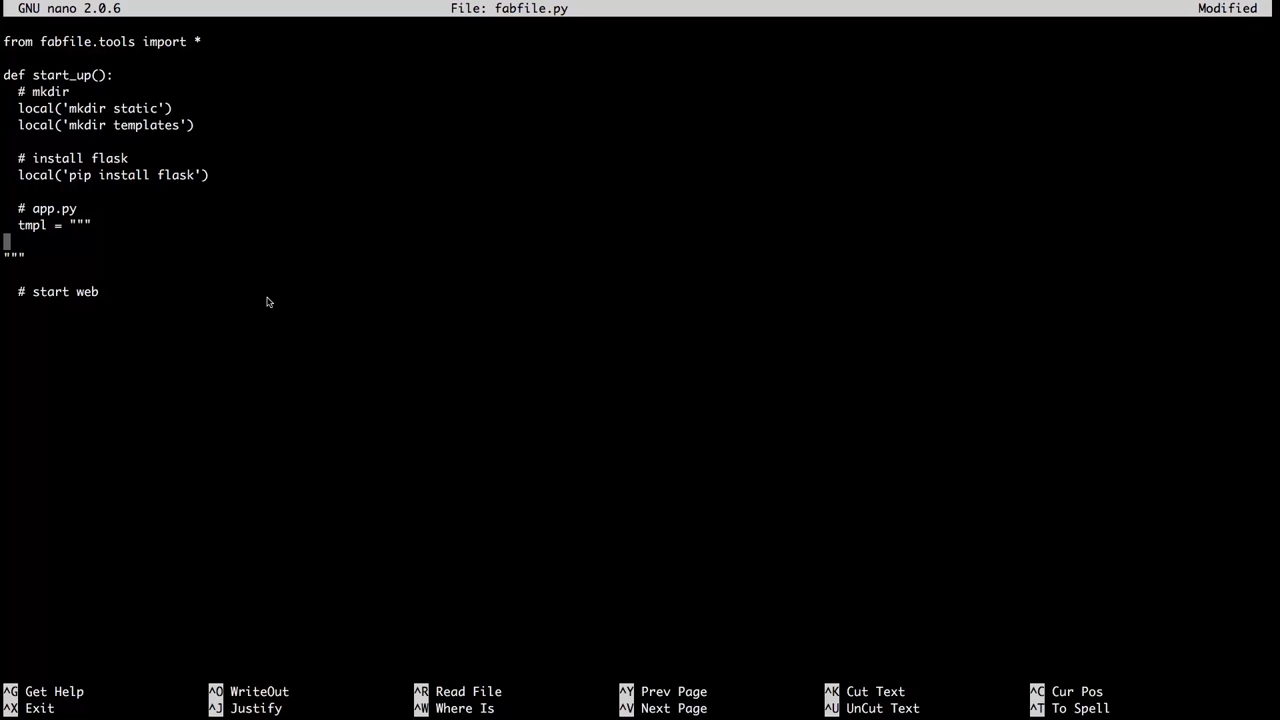 GNU nano 2.0.6 File: fabfile.py Modified
from fabfile.tools import *
def start_up():
  # mkdir
  local('mkdir static')
  local('mkdir templates')
  # install flask
  local('pip install flask')
  # app.py
  tmpl = """
"""
  # start web
^G Get Help ^O WriteOut ^R Read File ^Y Prev Page ^K Cut Text ^C Cur Pos
^X Exit ^J Justify ^W Where Is ^V Next Page ^U UnCut Text ^T To Spell